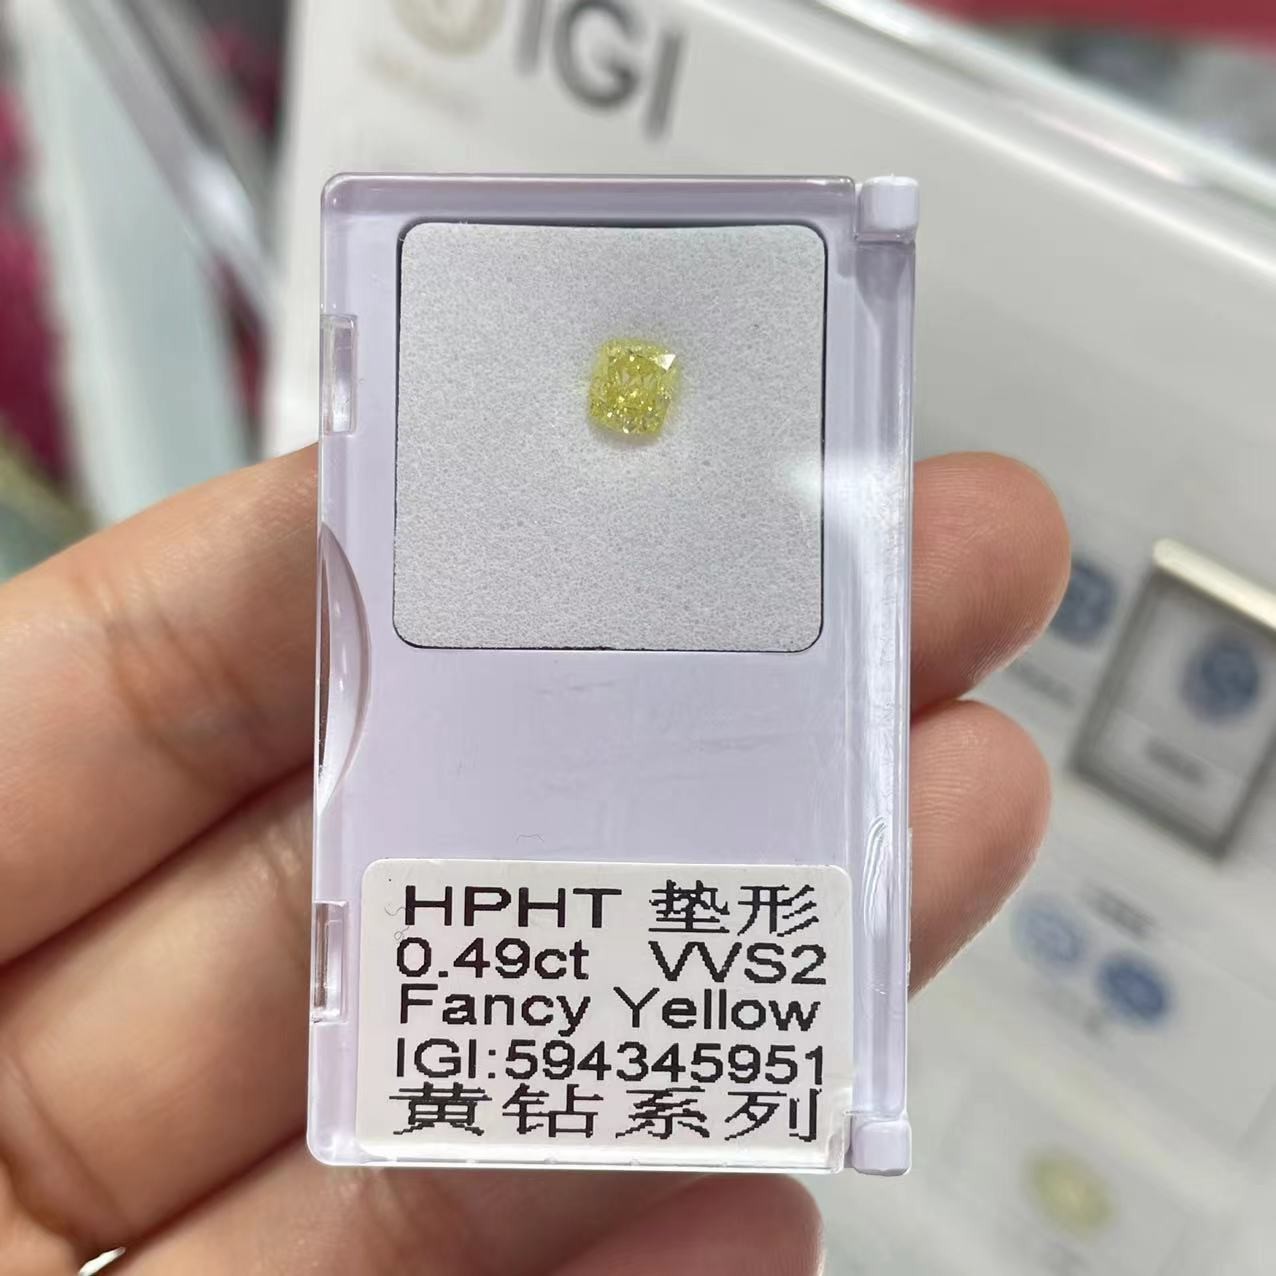 IGI
HPHT 垫形
0.49ct VVS2
Fancy Yellow
IGI:594345951
黄钻系列